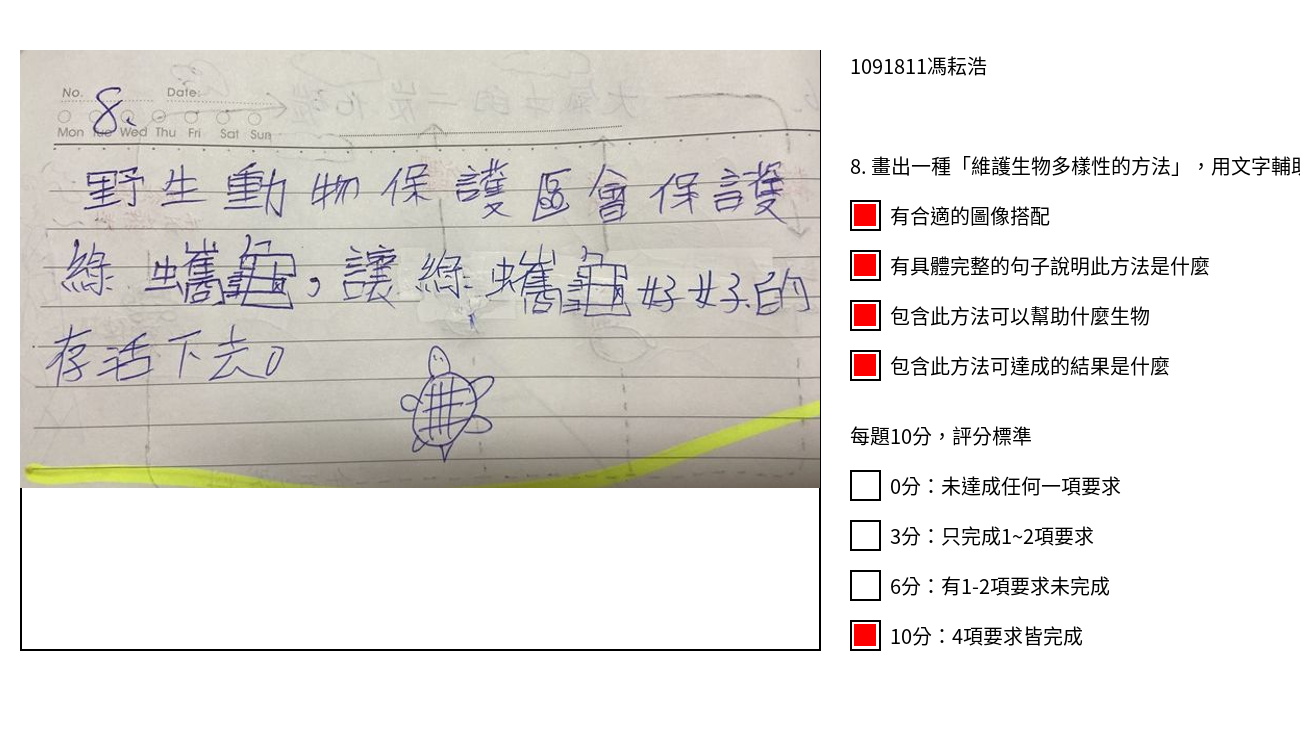 No.
Date:
8.
Mon Tue Wed Thu Fri Sat Sun
野生動物保護區會保護
綠蠵龜，讓綠蠵龜好好的
存活下去。
1091811馮耘浩
8. 畫出一種「維護生物多樣性的方法」，用文字輔助
有合適的圖像搭配
有具體完整的句子說明此方法是什麼
包含此方法可以幫助什麼生物
包含此方法可達成的結果是什麼
每題10分，評分標準
0分：未達成任何一項要求
3分：只完成1~2項要求
6分：有1-2項要求未完成
10分：4項要求皆完成